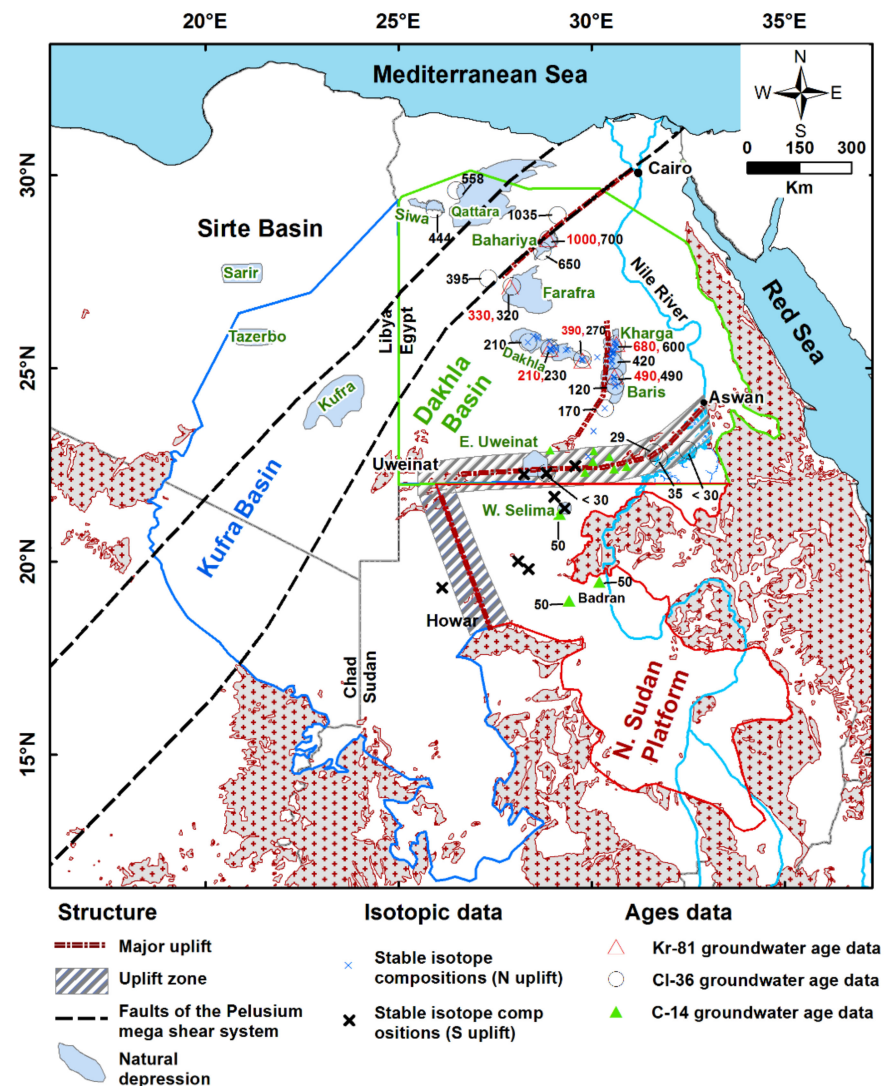 20°E
25°E
30°E
35°E
Mediterranean Sea
N
W
E
S
0 150 300
Km
30°N
25°N
20°N
15°N
Cairo
558
Siwa
Qattara
444
1035
Sirte Basin
Bahariya
1000,700
650
395
Sarir
Farafra
Nile River
Red Sea
330, 320
Libya
Egypt
Tazerbo
390,270
Kharga
210
680, 600
Dakhla
420
210,230
490,490
Kufra
120
Baris
Dakhla
Basin
170
Aswan
E. Uweinat
29
Uweinat
< 30
35
< 30
Kufra Basin
W. Selima
50
50
50
Badran
Howar
Chad
Sudan
N. Sudan
Platform
Structure
Major uplift
Uplift zone
Faults of the Pelusium
mega shear system
Natural
depression
Isotopic data
Stable isotope
compositions (N uplift)
Stable isotope comp
ositions (S uplift)
Ages data
Kr-81 groundwater age data
Cl-36 groundwater age data
C-14 groundwater age data